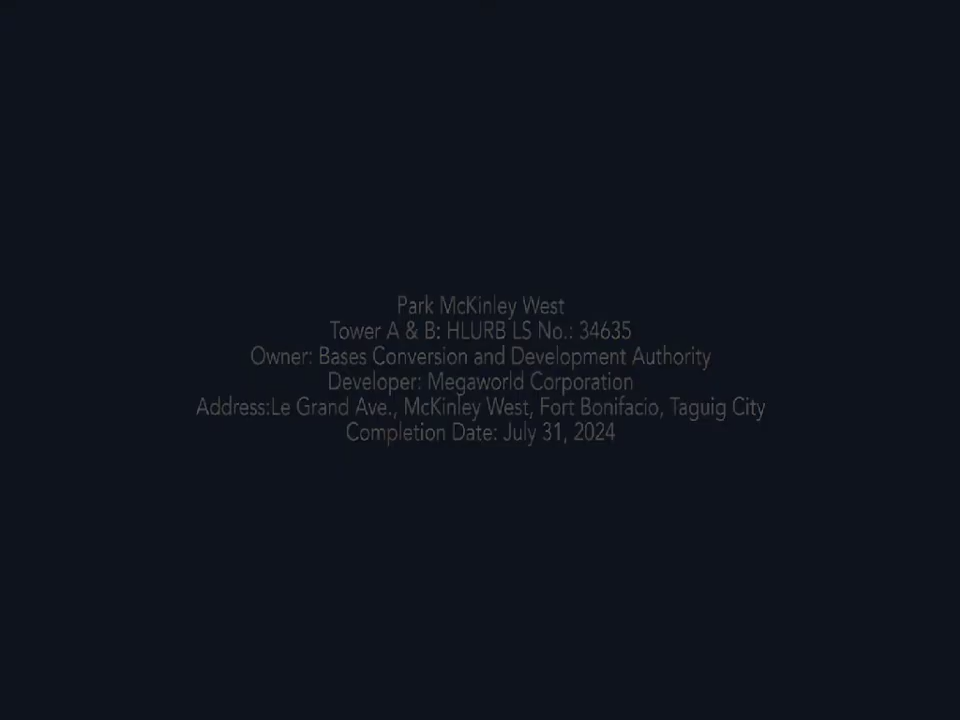 Park McKinley West
Tower A & B: HLURB LS No.: 34635
Owner: Bases Conversion and Development Authority
Developer: Megaworld Corporation
Address:Le Grand Ave., McKinley West, Fort Bonifacio, Taguig City
Completion Date: July 31, 2024